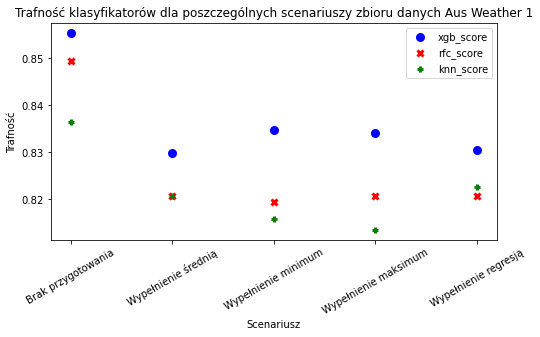 Trafność klasyfikatorów dla poszczególnych scenariuszy zbioru danych Aus Weather 1
xgb_score
rfc_score
knn_score
Trafność
0.85
0.84
0.83
0.82
Brak przygotowania
Wypełnienie średnią
Wypełnienie minimum
Wypełnienie maksimum
Wypełnienie regresją
Scenariusz